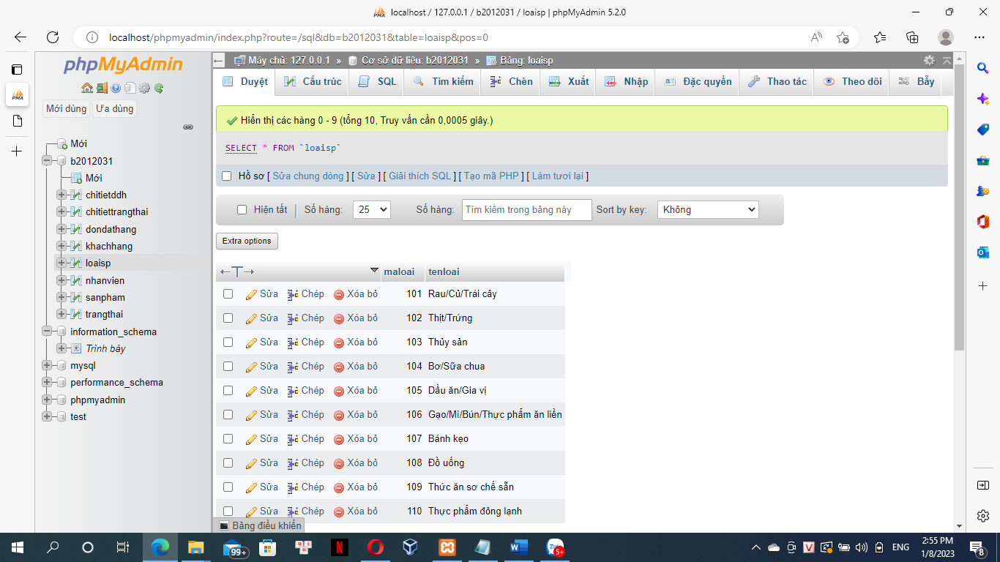 localhost / 127.0.0.1 / b2012031 / loaisp | phpMyAdmin 5.2.0
localhost/phpmyadmin/index.php?route=/sql&db=b2012031&table=loaisp&pos=0
phpMyAdmin
Mới dùng Ưa dùng
Mới
b2012031
Mới
chitietddh
chitiettrangthai
dondathang
khachhang
loaisp
nhanvien
sanpham
trangthai
information_schema
Trình bày
mysql
performance_schema
phpmyadmin
test
Máy chủ: 127.0.0.1 » Cơ sở dữ liệu: b2012031 » Bảng: loaisp
Duyệt Cấu trúc SQL Tìm kiếm Chèn Xuất Nhập Đặc quyền Thao tác Theo dõi Bẫy
Hiển thị các hàng 0 - 9 (tổng 10, Truy vấn cần 0,0005 giây.)
SELECT * FROM `loaisp`
Hồ sơ [ Sửa chung dòng ] [ Sửa ] [ Giải thích SQL ] [ Tạo mã PHP ] [ Làm tươi lại ]
Hiện tất Số hàng: 25 Số hàng: Tìm kiếm trong bảng này Sort by key: Không
Extra options
maloai tenloai
Sửa Chép Xóa bỏ 101 Rau/Củ/Trái cây
Sửa Chép Xóa bỏ 102 Thịt/Trứng
Sửa Chép Xóa bỏ 103 Thủy sản
Sửa Chép Xóa bỏ 104 Bơ/Sữa chua
Sửa Chép Xóa bỏ 105 Dầu ăn/Gia vị
Sửa Chép Xóa bỏ 106 Gạo/Mì/Bún/Thực phẩm ăn liền
Sửa Chép Xóa bỏ 107 Bánh kẹo
Sửa Chép Xóa bỏ 108 Đồ uống
Sửa Chép Xóa bỏ 109 Thức ăn sơ chế sẵn
Sửa Chép Xóa bỏ 110 Thực phẩm đông lạnh
Bảng điều khiển
99+
N
W
Zalo
5+
V
ENG
2:55 PM
1/8/2023
8